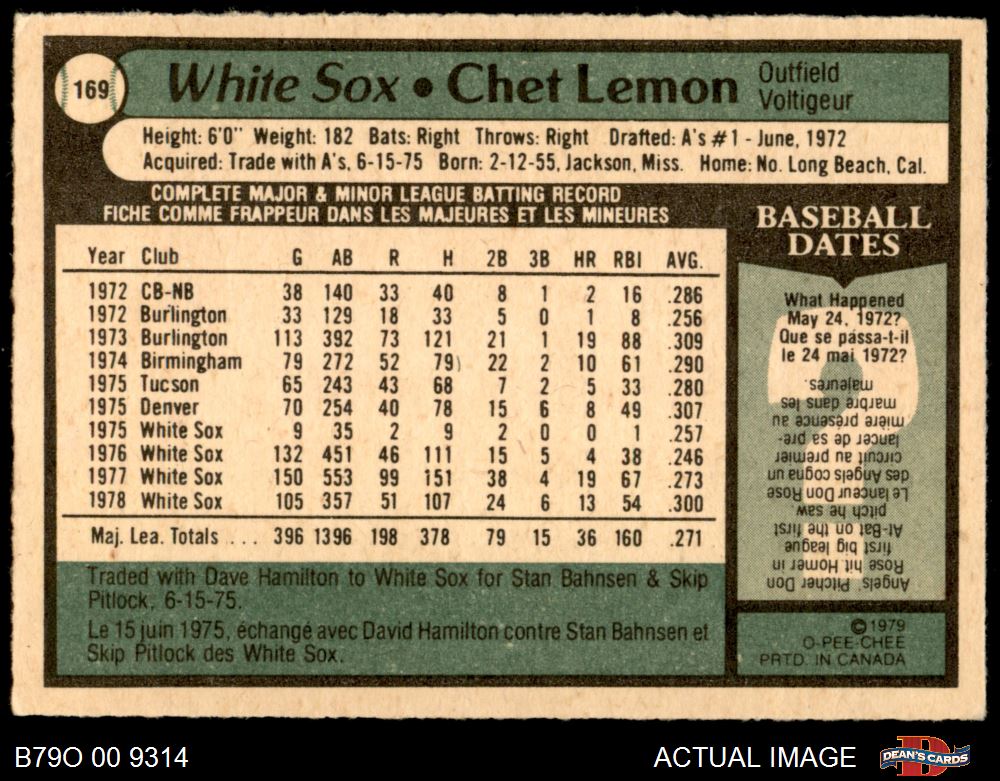 169
White Sox • Chet Lemon
Outfield
Voltigeur
Height: 6'0" Weight: 182 Bats: Right Throws: Right Drafted: A's #1 - June, 1972
Acquired: Trade with A's, 6-15-75 Born: 2-12-55, Jackson, Miss. Home: No. Long Beach, Cal.
COMPLETE MAJOR & MINOR LEAGUE BATTING RECORD
FICHE COMME FRAPPEUR DANS LES MAJEURES ET LES MINEURES
Year Club G AB R H 2B 3B HR RBI AVG.
1972 CB-NB 38 140 33 40 8 1 2 16 .286
1972 Burlington 33 129 18 33 5 0 1 8 .256
1973 Burlington 113 392 73 121 21 1 19 88 .309
1974 Birmingham 79 272 52 79 22 2 10 61 .290
1975 Tucson 65 243 43 68 7 2 5 33 .280
1975 Denver 70 254 40 78 15 6 8 49 .307
1975 White Sox 9 35 2 9 2 0 0 1 .257
1976 White Sox 132 451 46 111 15 5 4 38 .246
1977 White Sox 150 553 99 151 38 4 19 67 .273
1978 White Sox 105 357 51 107 24 6 13 54 .300
Maj. Lea. Totals ... 396 1396 198 378 79 15 36 160 .271
Traded with Dave Hamilton to White Sox for Stan Bahnsen & Skip
Pitlock, 6-15-75.
Le 15 juin 1975, échangé avec David Hamilton contre Stan Bahnsen et
Skip Pitlock des White Sox.
BASEBALL
DATES
What Happened
May 24, 1972?
Que se passa-t-il
le 24 mai 1972?
Angels' Pitcher Don
Rose hit Homer in
first big league
At-Bat on the first
pitch he saw
Le lanceur Don Rose
des Angels cogna un
circuit au premier
lancer de sa pre-
mière présence au
marbre dans les
majeures.
©1979
O-PEE-CHEE
PRTD. IN CANADA
B79O 00 9314
ACTUAL IMAGE
DEAN'S CARDS